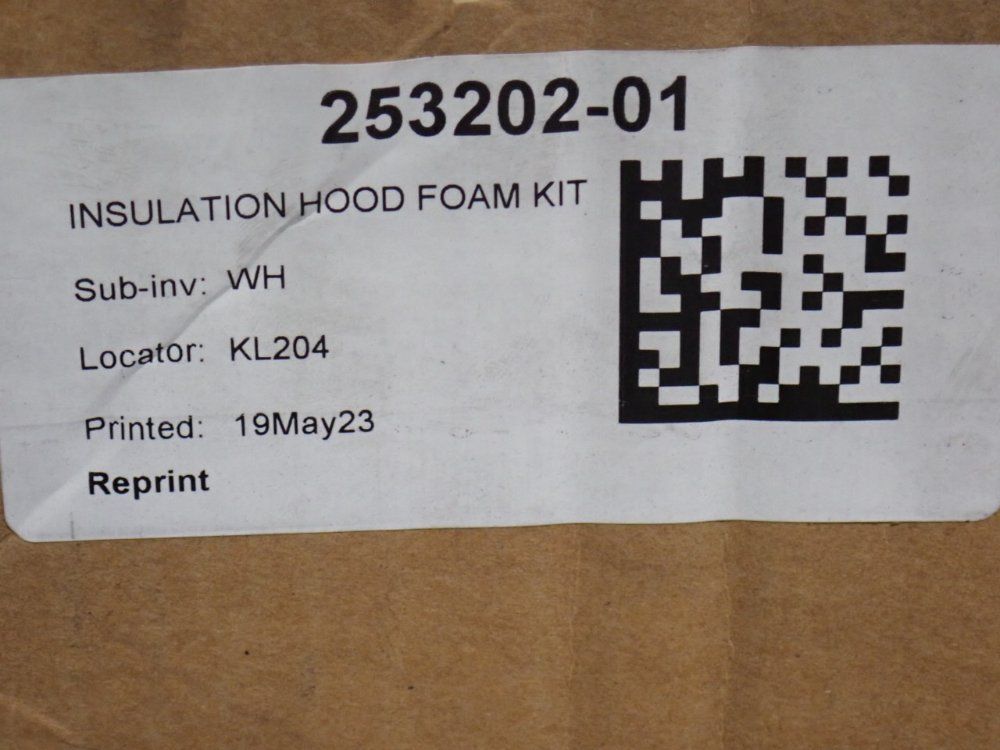 253202-01
INSULATION HOOD FOAM KIT
Sub-inv: WH
Locator: KL204
Printed: 19May23
Reprint